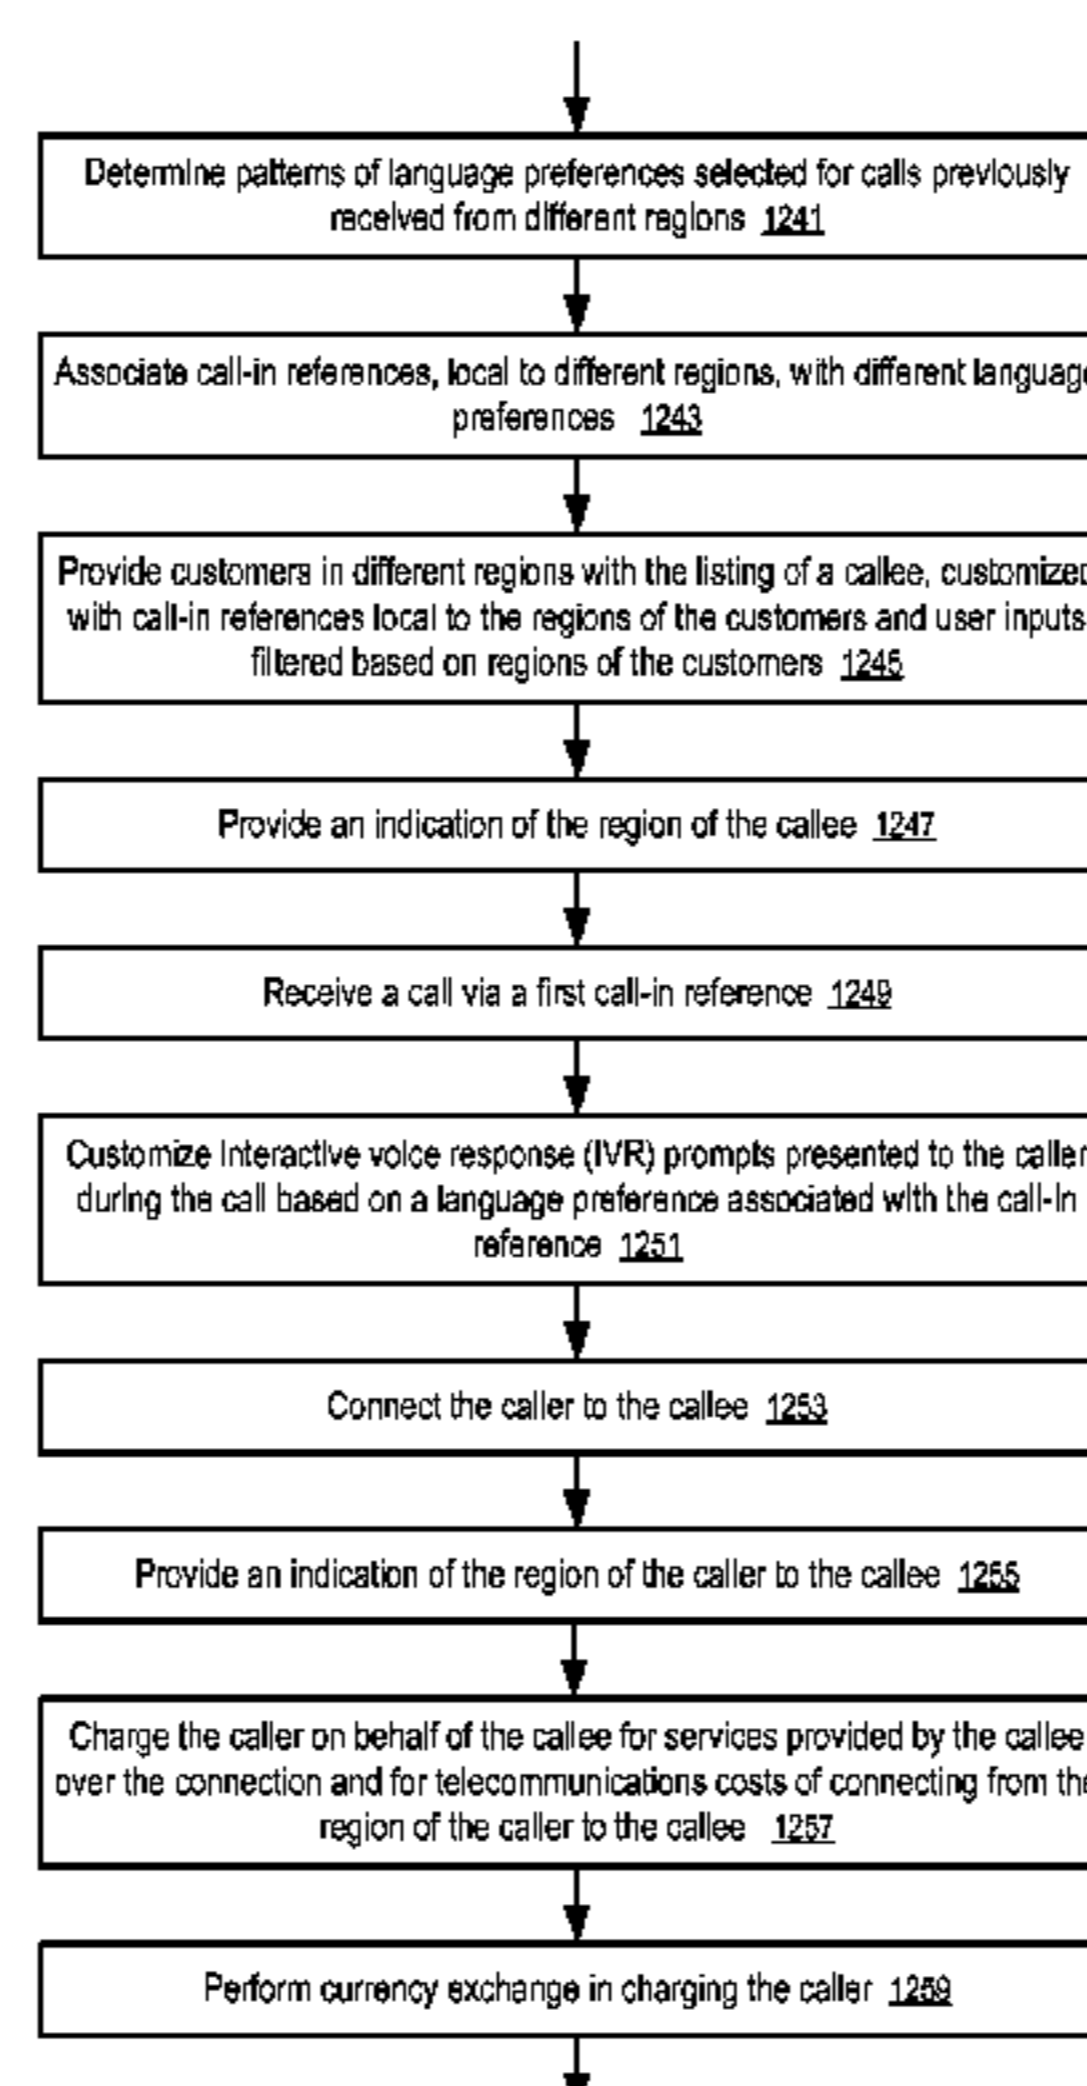 Determine patterns of language preferences selected for calls previously
received from different regions 1241
Associate call-in references, local to different regions, with different language
preferences 1243
Provide customers in different regions with the listing of a callee, customized
with call-in references local to the regions of the customers and user inputs
filtered based on regions of the customers 1245
Provide an indication of the region of the callee 1247
Receive a call via a first call-in reference 1249
Customize interactive voice response (IVR) prompts presented to the caller
during the call based on a language preference associated with the call-in
reference 1251
Connect the caller to the callee 1253
Provide an indication of the region of the caller to the callee 1255
Charge the caller on behalf of the callee for services provided by the callee
over the connection and for telecommunications costs of connecting from the
region of the caller to the callee 1257
Perform currency exchange in charging the caller 1259